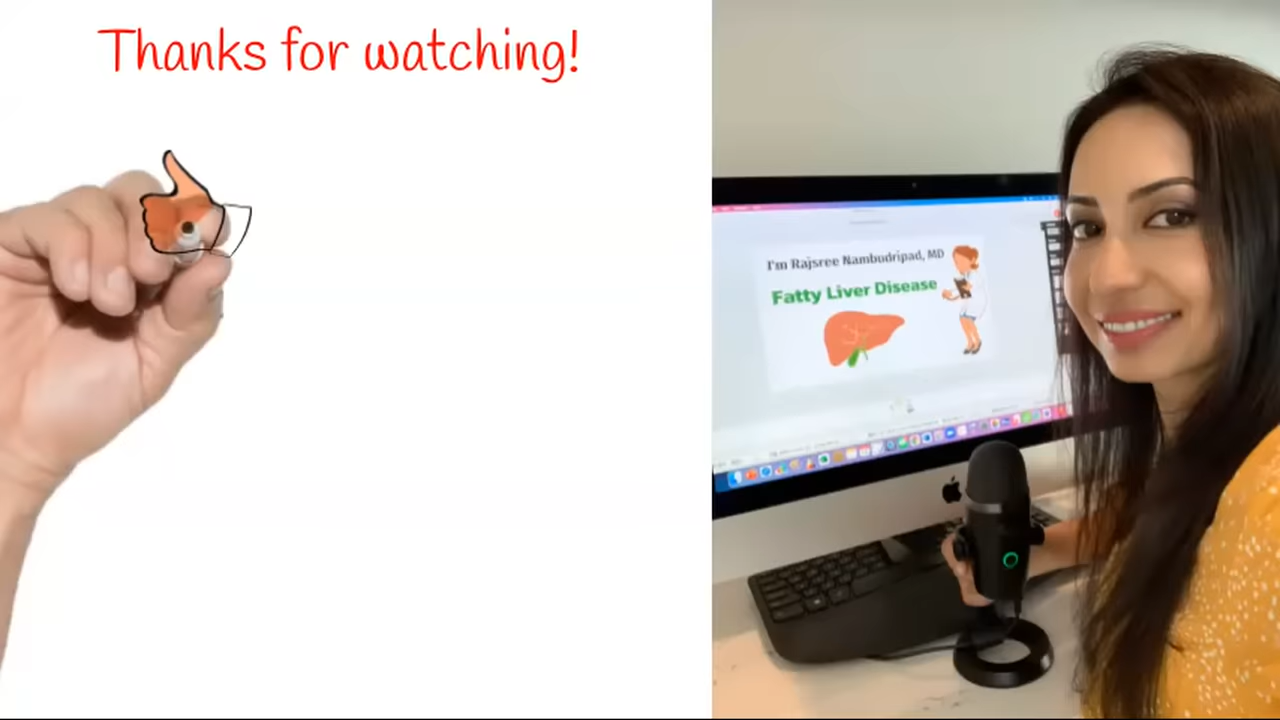 Thanks for watching!
I'm Rajsree Nambudripad, MD
Fatty Liver Disease